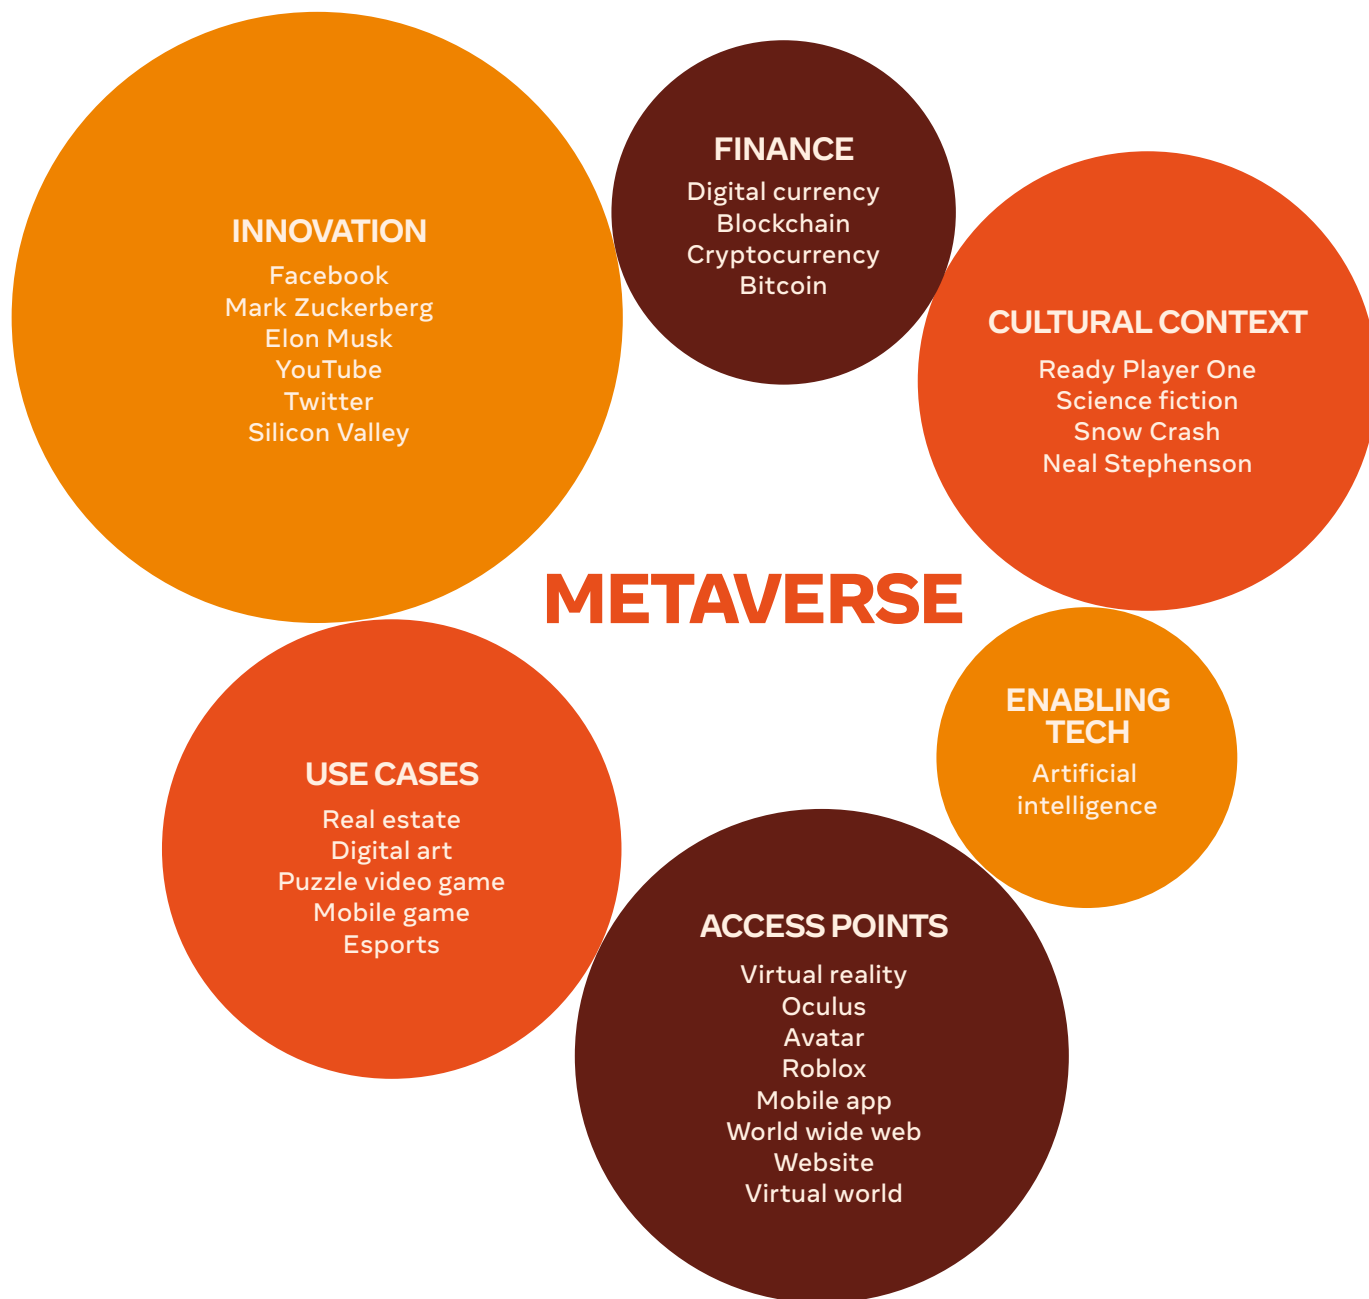 INNOVATION
Facebook
Mark Zuckerberg
Elon Musk
YouTube
Twitter
Silicon Valley
FINANCE
Digital currency
Blockchain
Cryptocurrency
Bitcoin
CULTURAL CONTEXT
Ready Player One
Science fiction
Snow Crash
Neal Stephenson
METAVERSE
ENABLING
TECH
Artificial
intelligence
USE CASES
Real estate
Digital art
Puzzle video game
Mobile game
Esports
ACCESS POINTS
Virtual reality
Oculus
Avatar
Roblox
Mobile app
World wide web
Website
Virtual world